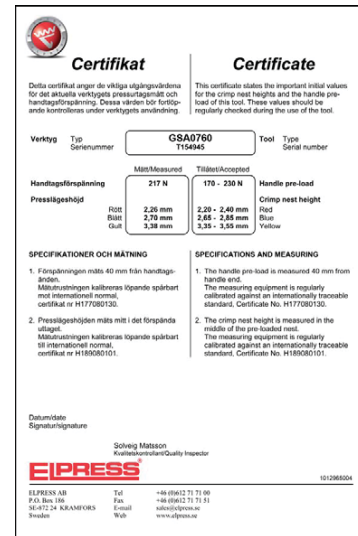 Certifikat
Certificate
Detta certifikat anger de viktiga utgångsvärdena
för det aktuella verktygets pressurtagsmått och
handtagsförspänning. Dessa värden bör fortlöp-
ande kontrolleras under verktygets användning.
This certificate states the important initial values
for the crimp nest heights and the handle pre-
load of this tool. These values should be
regularly checked during the use of the tool.
Verktyg Typ GSA0760 Tool Type
Serienummer T154945 Serial number
Mätt/Measured Tillåtet/Accepted
Handtagsförspänning 217 N 170 - 230 N Handle pre-load
Presslägeshöjd Crimp nest height
Rött 2,26 mm 2,20 - 2,40 mm Red
Blått 2,70 mm 2,65 - 2,85 mm Blue
Gult 3,38 mm 3,35 - 3,55 mm Yellow
SPECIFIKATIONER OCH MÄTNING
1. Förspänningen mäts 40 mm från handtags-
änden.
Mätutrustningen kalibreras löpande spårbart
mot internationell normal,
certifikat nr H177080130.
2. Presslägeshöjden mäts mitt i det förspända
uttaget.
Mätutrustningen kalibreras löpande spårbart
till internationell normal,
certifikat nr H189080101.
SPECIFICATIONS AND MEASURING
1. The handle pre-load is measured 40 mm from
handle end.
The measuring equipment is regularly
calibrated against an internationally traceable
standard, Certificate No. H177080130.
2. The crimp nest height is measured in the
middle of the pre-loaded nest.
The measuring equipment is regularly
calibrated against an internationally traceable
standard, Certificate No. H189080101.
Datum/date
Signatur/signature
Solveig Matsson
Kvalitetskontrollant/Quality Inspector
ELPRESS®
1012965004
ELPRESS AB Tel +46 (0)612 71 71 00
P.O. Box 186 Fax +46 (0)612 71 71 51
SE-872 24 KRAMFORS E-mail sales@elpress.se
Sweden Web www.elpress.se